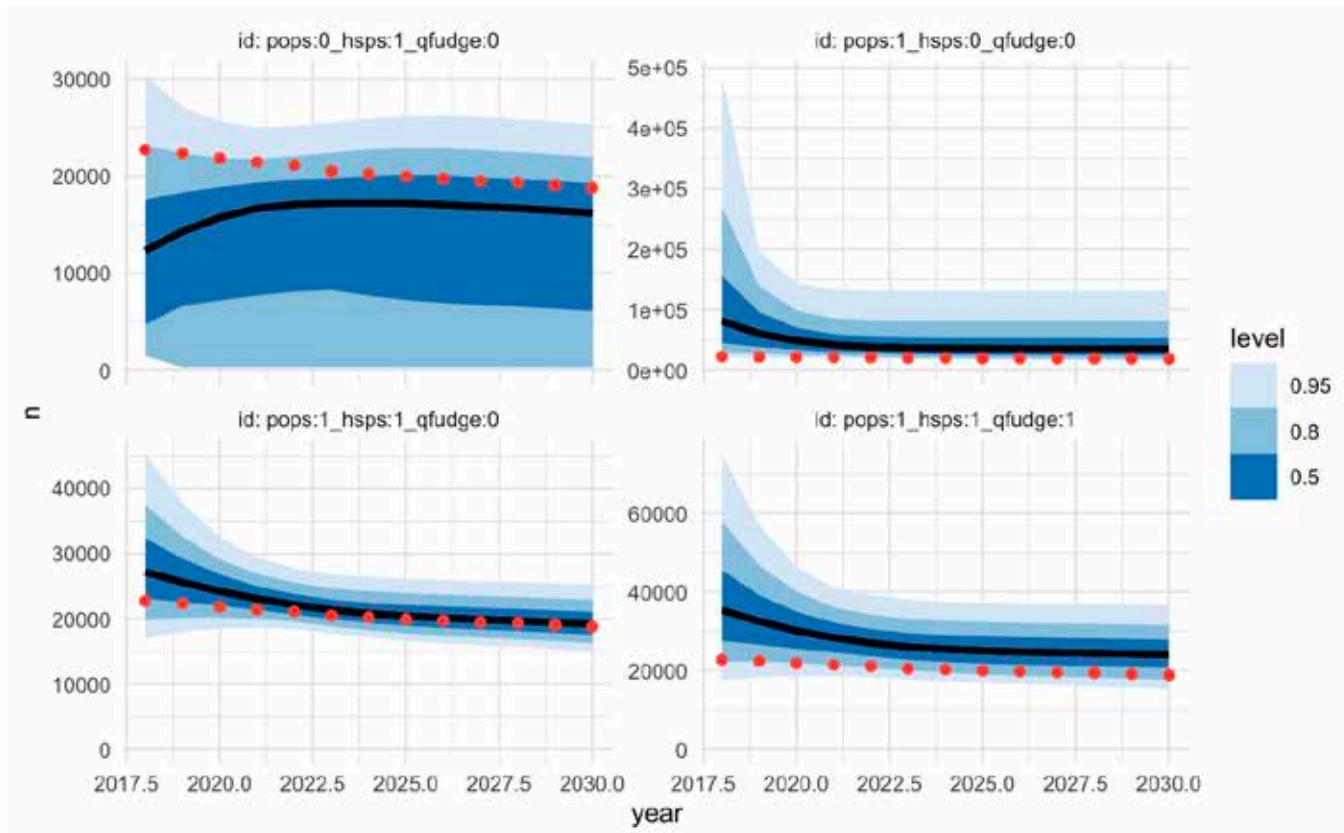 id: pops:0_hsps:1_qfudge:0
id: pops:1_hsps:0_qfudge:0
30000
20000
10000
0
5e+05
4e+05
3e+05
2e+05
1e+05
0e+00
n
id: pops:1_hsps:1_qfudge:0
id: pops:1_hsps:1_qfudge:1
40000
30000
20000
10000
0
60000
40000
20000
0
2017.5 2020.0 2022.5 2025.0 2027.5 2030.0
2017.5 2020.0 2022.5 2025.0 2027.5 2030.0
year
level
0.95
0.8
0.5